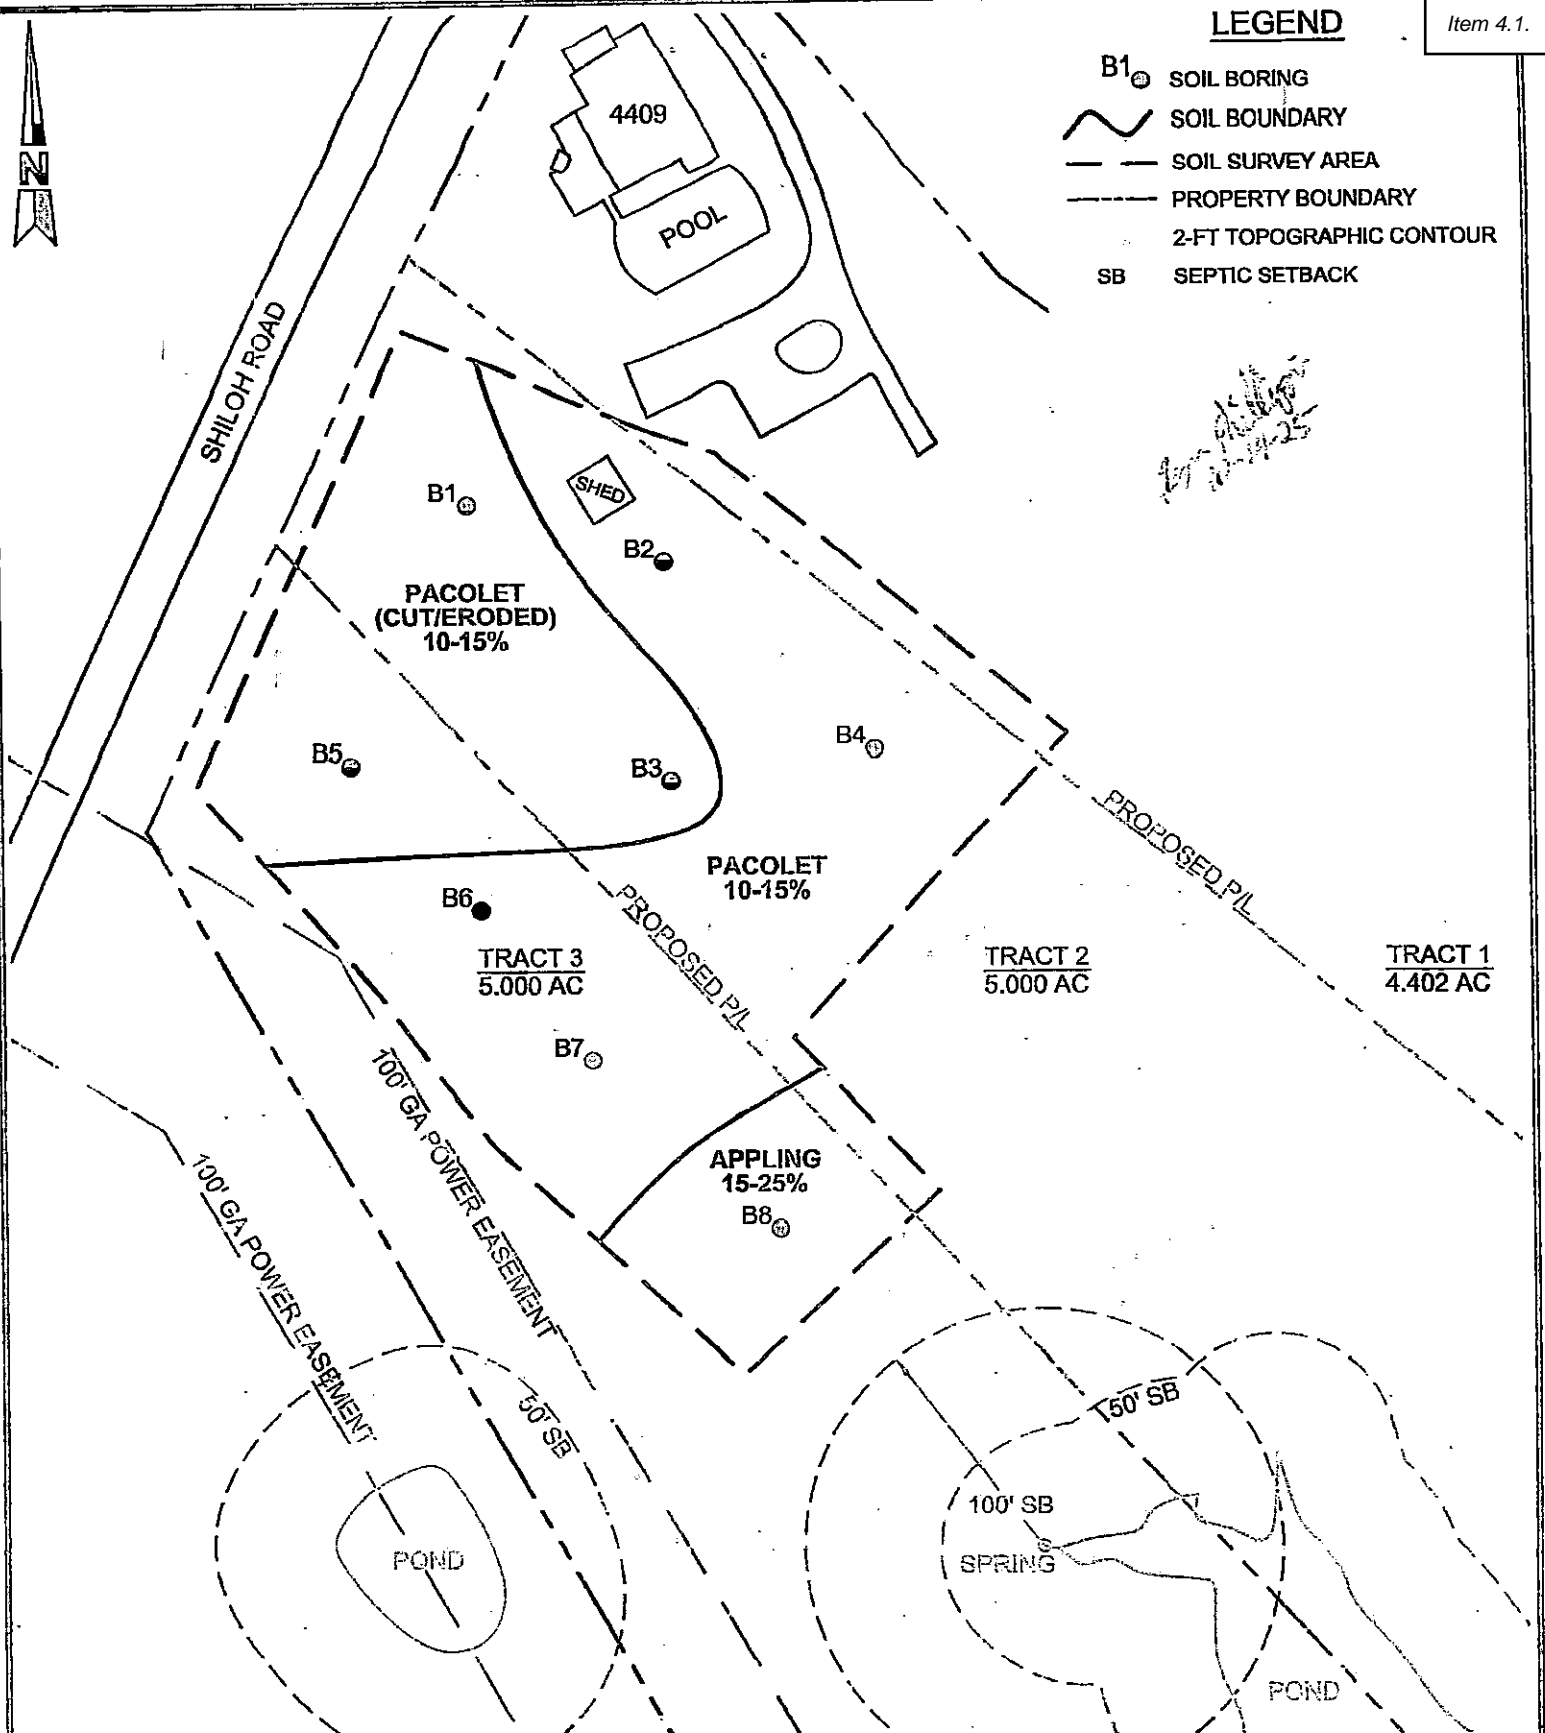 Item 4.1.
LEGEND
B1 SOIL BORING
SOIL BOUNDARY
SOIL SURVEY AREA
PROPERTY BOUNDARY
2-FT TOPOGRAPHIC CONTOUR
SB SEPTIC SETBACK
N
4409
POOL
SHILOH ROAD
SHED
B1
B2
PACOLET
(CUT/ERODED)
10-15%
B5
B3
B4
PROPOSED P/L
PACOLET
10-15%
B6
PROPOSED P/L
TRACT 3
5.000 AC
TRACT 2
5.000 AC
TRACT 1
4.402 AC
B7
100' GA POWER EASEMENT
100' GA POWER EASEMENT
APPLING
15-25%
B8
50' SB
50' SB
100' SB
SPRING
POND
POND